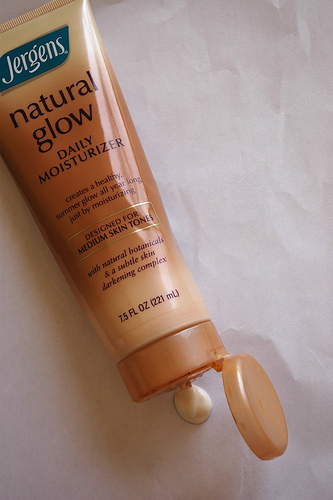 Jergens®
natural
glow
DAILY
MOISTURIZER
creates a healthy,
summer glow all year long
just by moisturizing
DESIGNED FOR
MEDIUM SKIN TONES
with natural botanicals
& a subtle skin
darkening complex
7.5 FL OZ (221 mL)